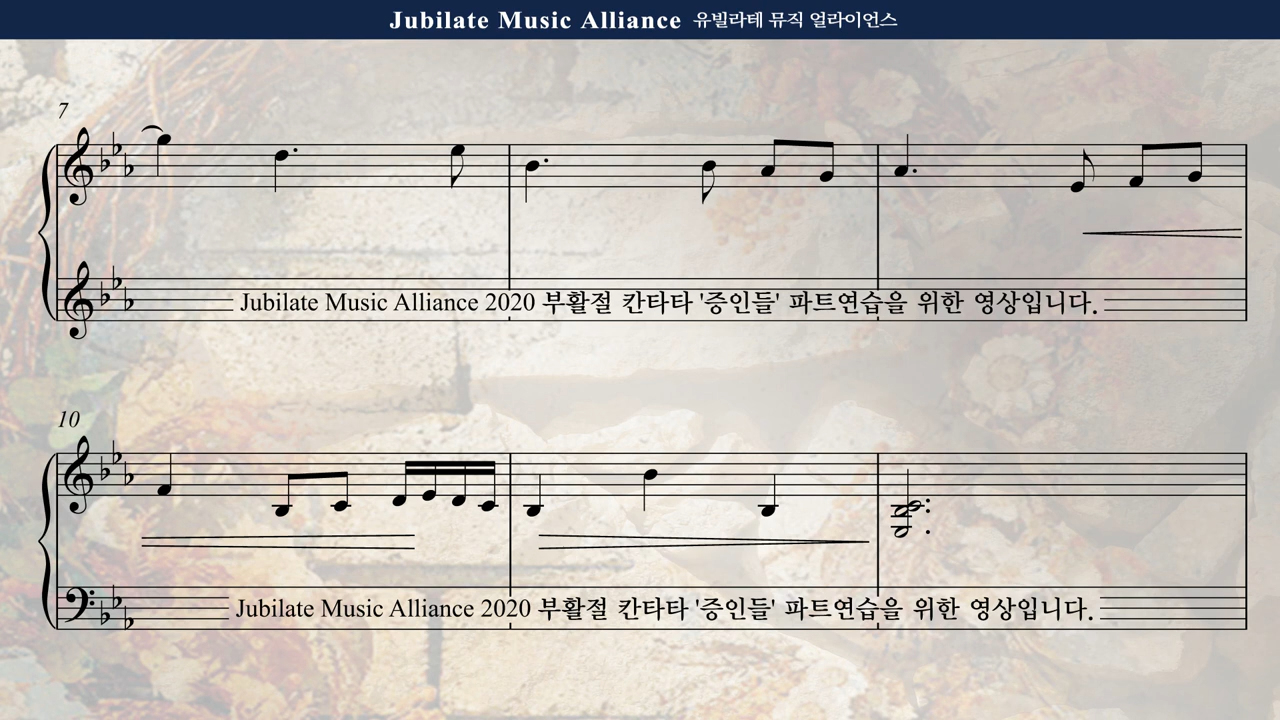 Jubilate Music Alliance 유빌라테 뮤직 얼라이언스
7
Jubilate Music Alliance 2020 부활절 칸타타 '증인들' 파트연습을 위한 영상입니다.
10
Jubilate Music Alliance 2020 부활절 칸타타 '증인들' 파트연습을 위한 영상입니다.